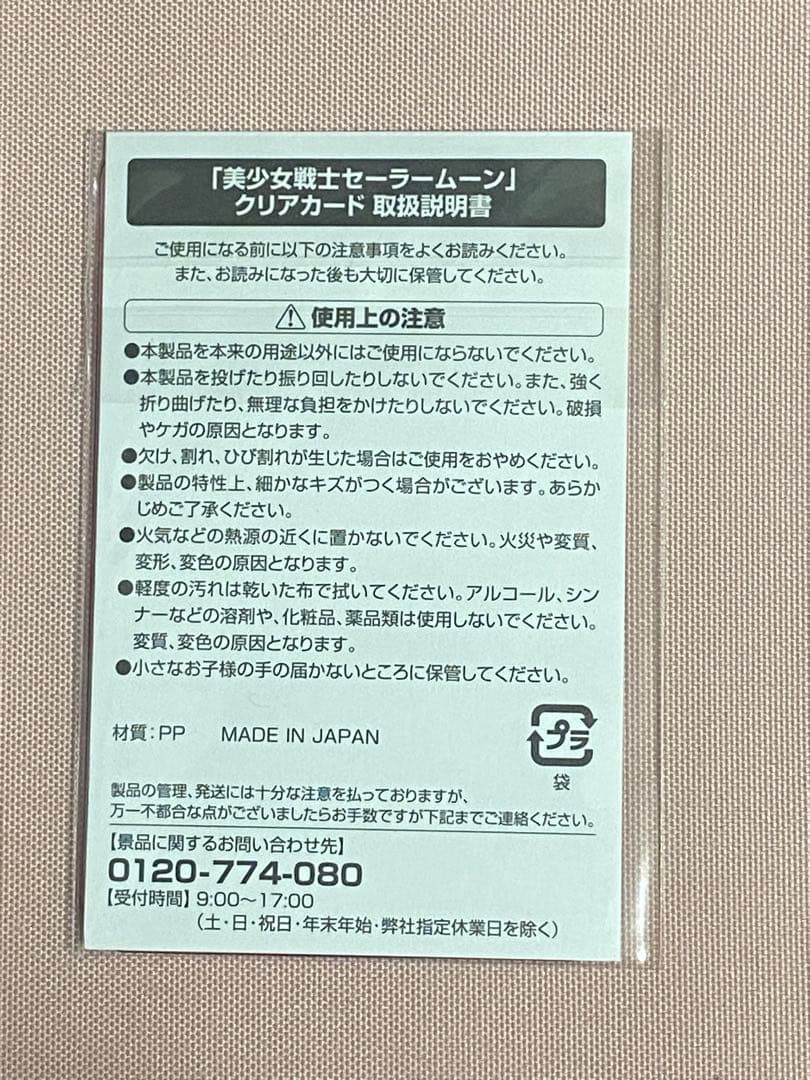 「美少女戦士セーラームーン」
クリアカード 取扱説明書
ご使用になる前に以下の注意事項をよくお読みください。
また、お読みになった後も大切に保管してください。
使用上の注意
●本製品を本来の用途以外にはご使用にならないでください。
●本製品を投げたり振り回したりしないでください。また、強く
折り曲げたり、無理な負担をかけたりしないでください。破損
やケガの原因となります。
●欠け、割れ、ひび割れが生じた場合はご使用をおやめください。
●製品の特性上、細かなキズがつく場合がございます。あらか
じめご了承ください。
●火気などの熱源の近くに置かないでください。火災や変質、
変形、変色の原因となります。
●軽度の汚れは乾いた布で拭いてください。アルコール、シン
ナーなどの溶剤や、化粧品、薬品類は使用しないでください。
変質、変色の原因となります。
●小さなお子様の手の届かないところに保管してください。
材質:PP MADE IN JAPAN
プラ
袋
製品の管理、発送には十分な注意を払っておりますが、
万一不都合な点がございましたらお手数ですが下記までご連絡ください。
【景品に関するお問い合わせ先】
0120-774-080
【受付時間】9:00〜17:00
(土・日・祝日・年末年始・弊社指定休業日を除く)